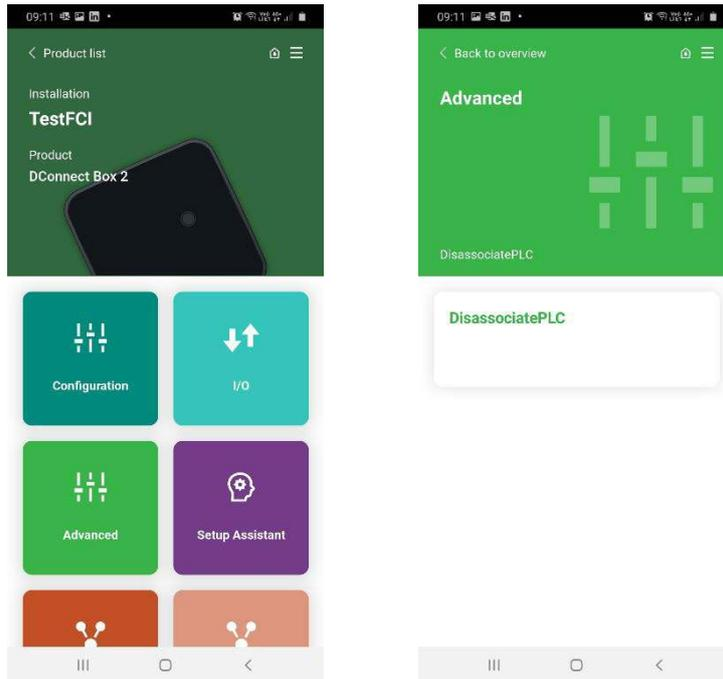 09:11
Product list
Installation
TestFCI
Product
DConnect Box 2
Configuration
I/O
Advanced
Setup Assistant
09:11
Back to overview
Advanced
DisassociatePLC
DisassociatePLC